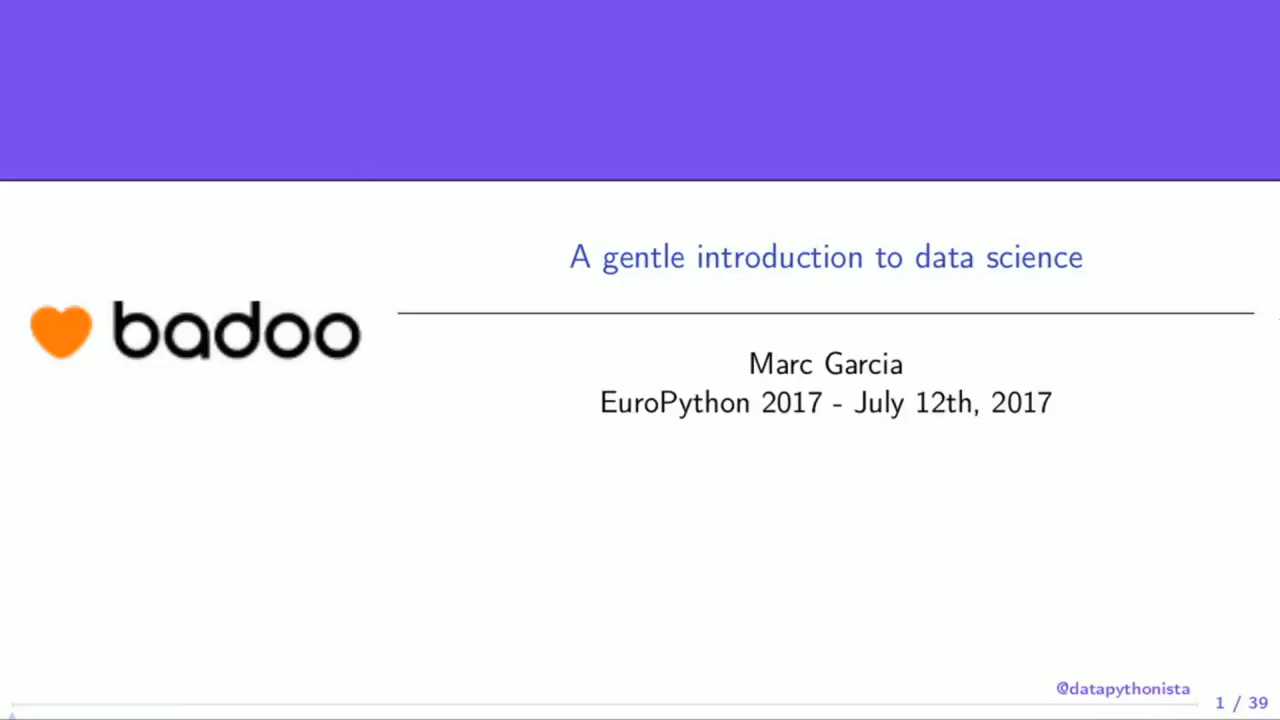 A gentle introduction to data science
badoo
Marc Garcia
EuroPython 2017 - July 12th, 2017
@datapythonista
1 / 39